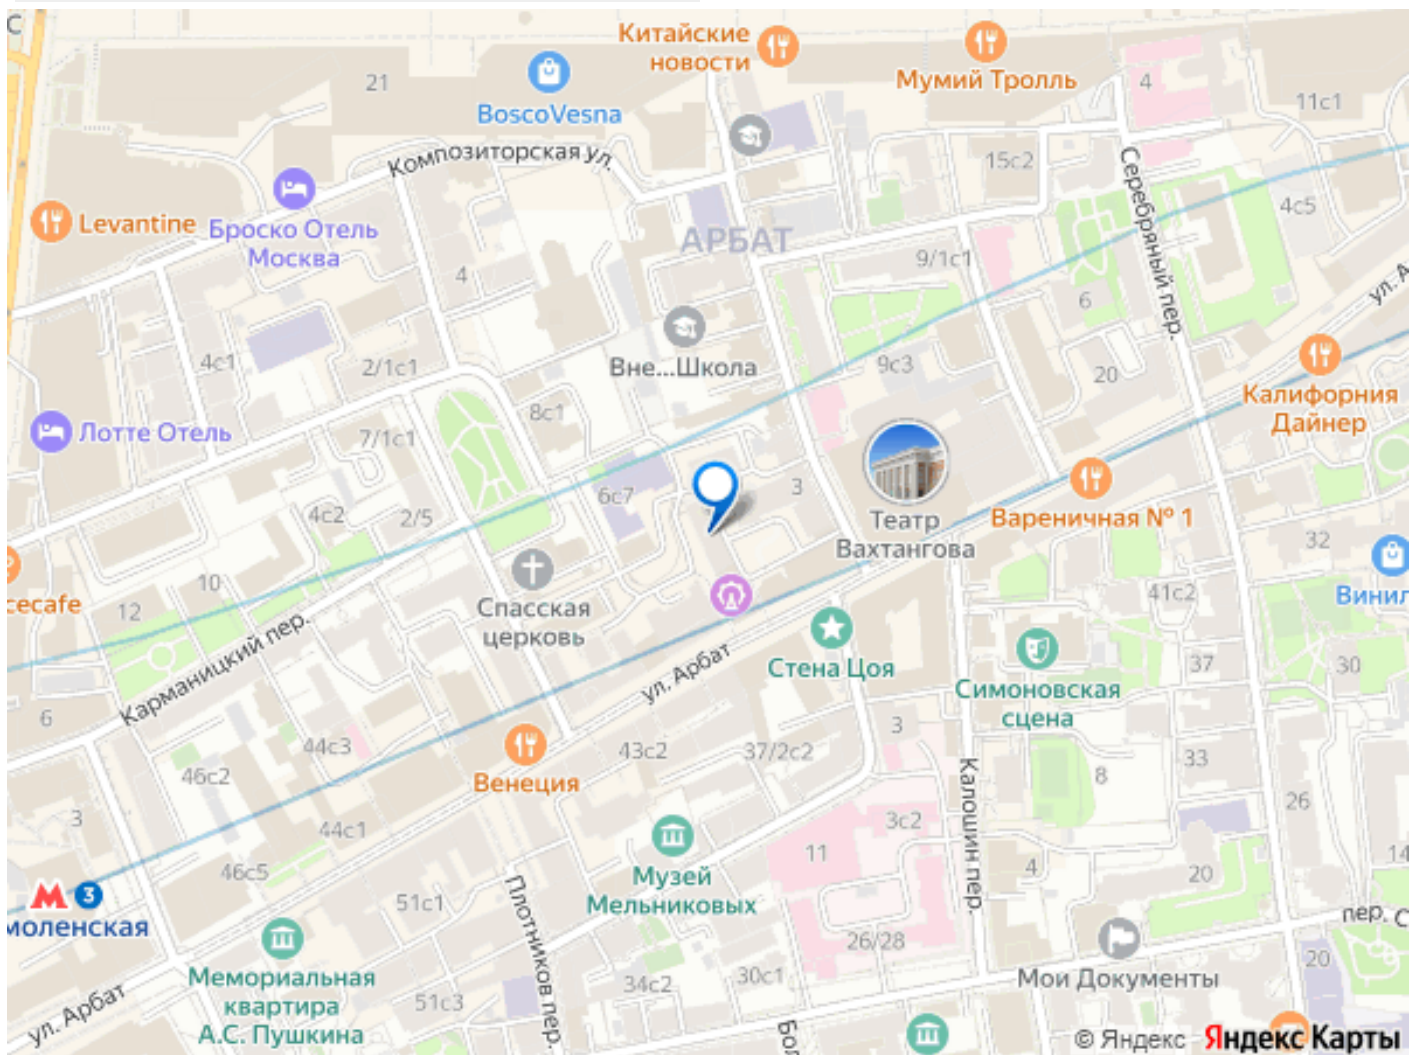 С
Китайские
новости
Мумий Тролль
4
21
BoscoVesna
11с1
Композиторская ул.
15с2
Серебряный пер.
Levantine
Броско Отель
Москва
АРБАТ
4с5
4
9/1с1
6
ул. А
Вне...Школа
4с1
2/1с1
9с3
20
Калифорния
Дайнер
8с1
Лотте Отель
7/1с1
6с7
3
4с2
2/5
Театр
Вахтангова
Вареничная № 1
32
10
12
cecafe
Спасская
церковь
41с2
Винил
Карманицкий пер.
ул. Арбат
Стена Цоя
Симоновская
сцена
37
30
6
44с3
3
46с2
Венеция
43с2
37/2с2
33
8
Калошин пер.
26
3
44с1
3с2
11
46с5
Музей
Мельниковых
4
20
14
3
моленская
51с1
Плотников пер.
26/28
пер. С
Мемориальная
квартира
А.С. Пушкина
51с3
34с2
30с1
Мои Документы
20
ул. Арбат
Бол
© Яндекс Яндекс Карты